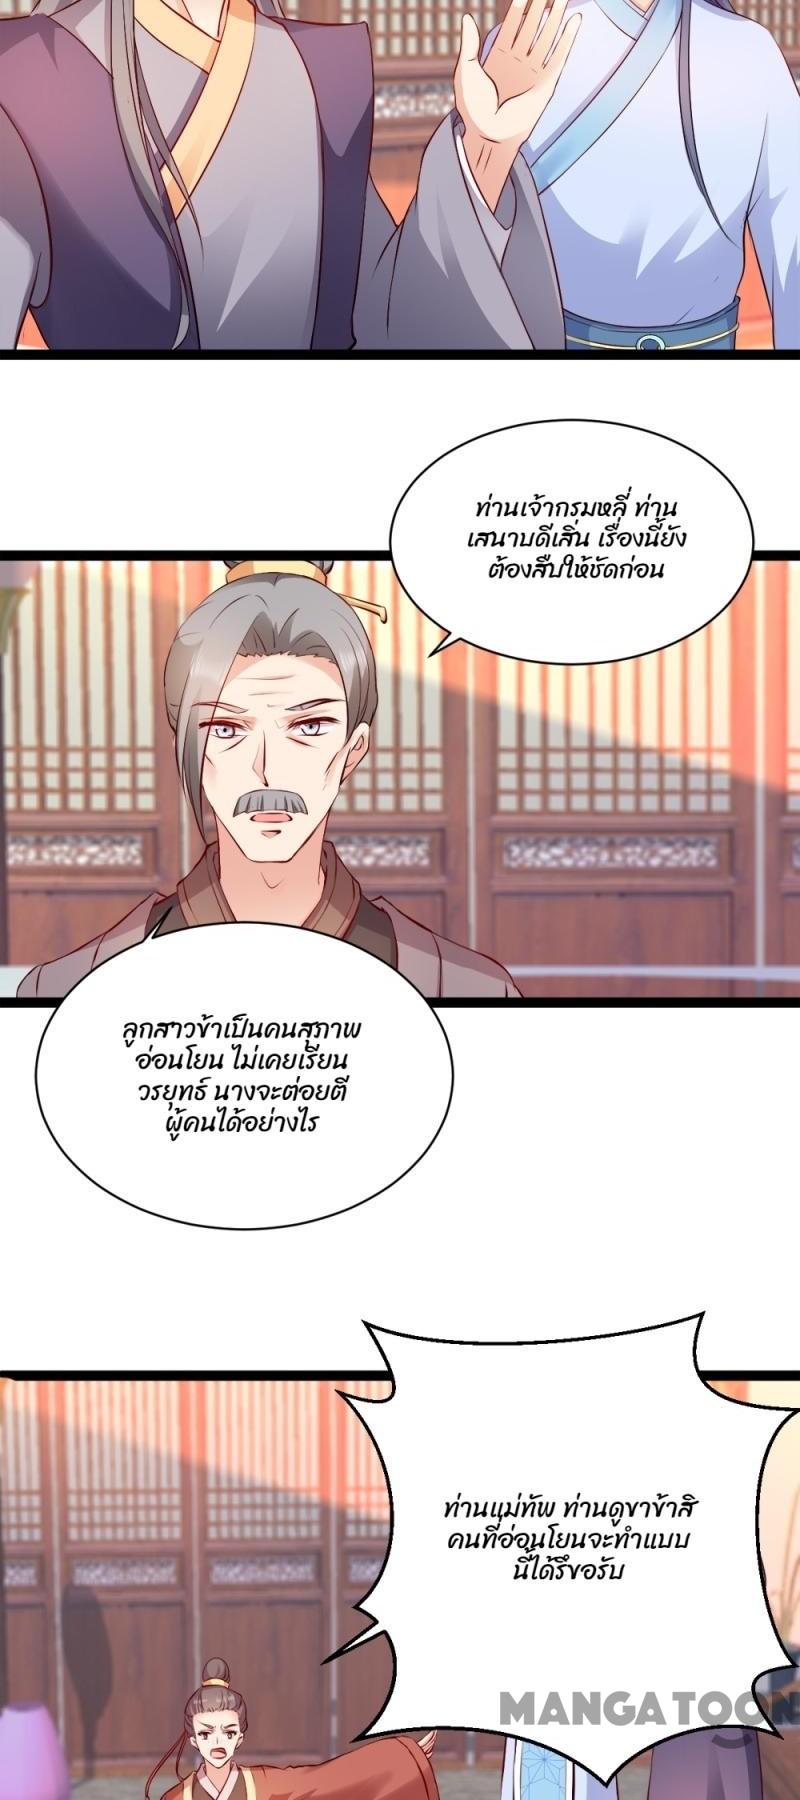 ท่านเจ้ากรมหลี่ ท่าน
เสนาบดีเสิ่น เรื่องนี้ยัง
ต้องสืบให้ชัดก่อน
ลูกสาวข้าเป็นคนสุภาพ
อ่อนโยน ไม่เคยเรียน
วรยุทธ์ นางจะต่อยตี
ผู้คนได้อย่างไร
ท่านแม่ทัพ ท่านดูขาข้าสิ
คนที่อ่อนโยนจะทำแบบ
นี้ได้รึขอรับ
MANGATOON